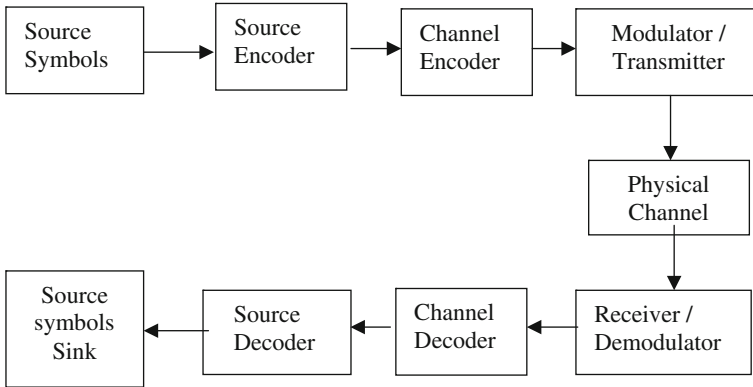 Source
Symbols
Source
Encoder
Channel
Encoder
Modulator /
Transmitter
Physical
Channel
Receiver /
Demodulator
Channel
Decoder
Source
Decoder
Source
symbols
Sink